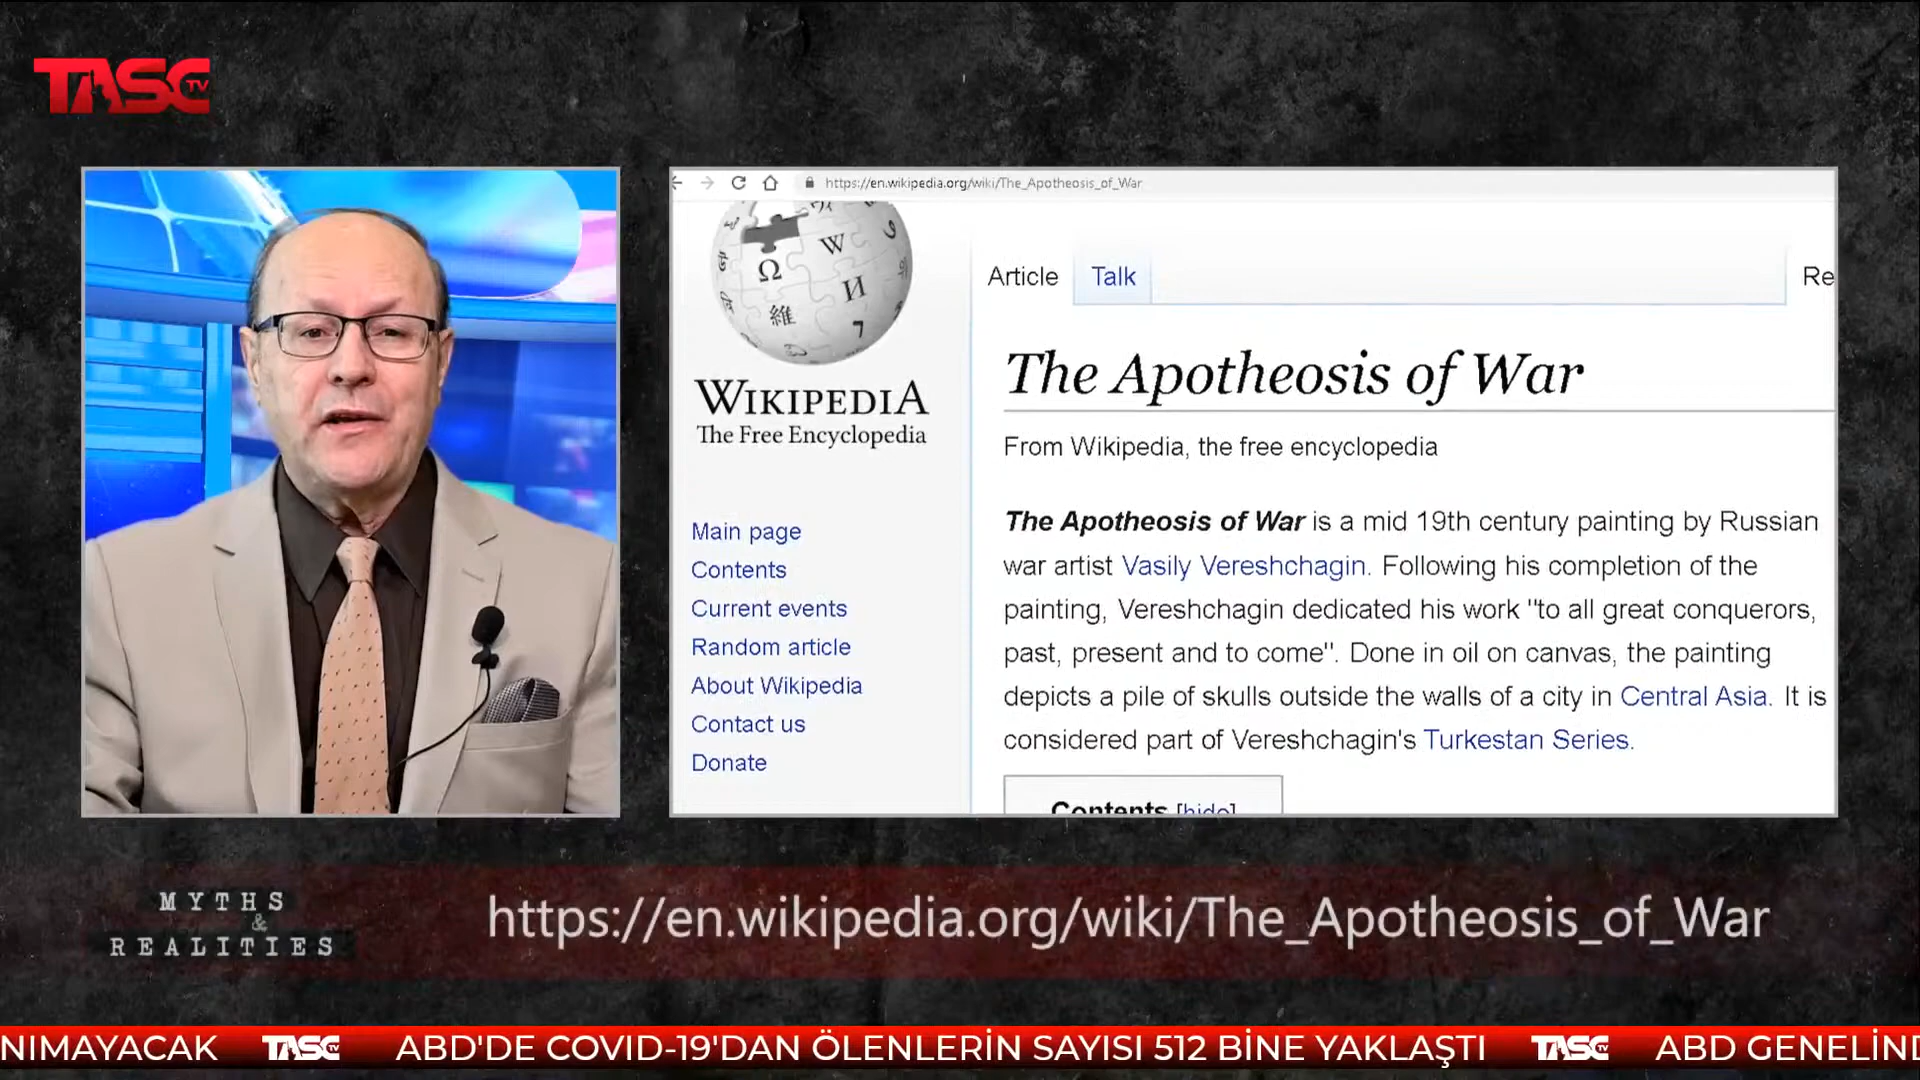 TASC TV
https://en.wikipedia.org/wiki/The_Apotheosis_of_War
WIKIPEDIA
The Free Encyclopedia
Main page
Contents
Current events
Random article
About Wikipedia
Contact us
Donate
Article
Talk
Re
The Apotheosis of War
From Wikipedia, the free encyclopedia
The Apotheosis of War is a mid 19th century painting by Russian
war artist Vasily Vereshchagin. Following his completion of the
painting, Vereshchagin dedicated his work "to all great conquerors,
past, present and to come". Done in oil on canvas, the painting
depicts a pile of skulls outside the walls of a city in Central Asia. It is
considered part of Vereshchagin's Turkestan Series.
Contents [hide]
MYTHS
&
REALITIES
https://en.wikipedia.org/wiki/The_Apotheosis_of_War
NIMAYACAK TASC TV ABD'DE COVID-19'DAN ÖLENLERİN SAYISI 512 BİNE YAKLAŞTI TASC TV ABD GENELİND